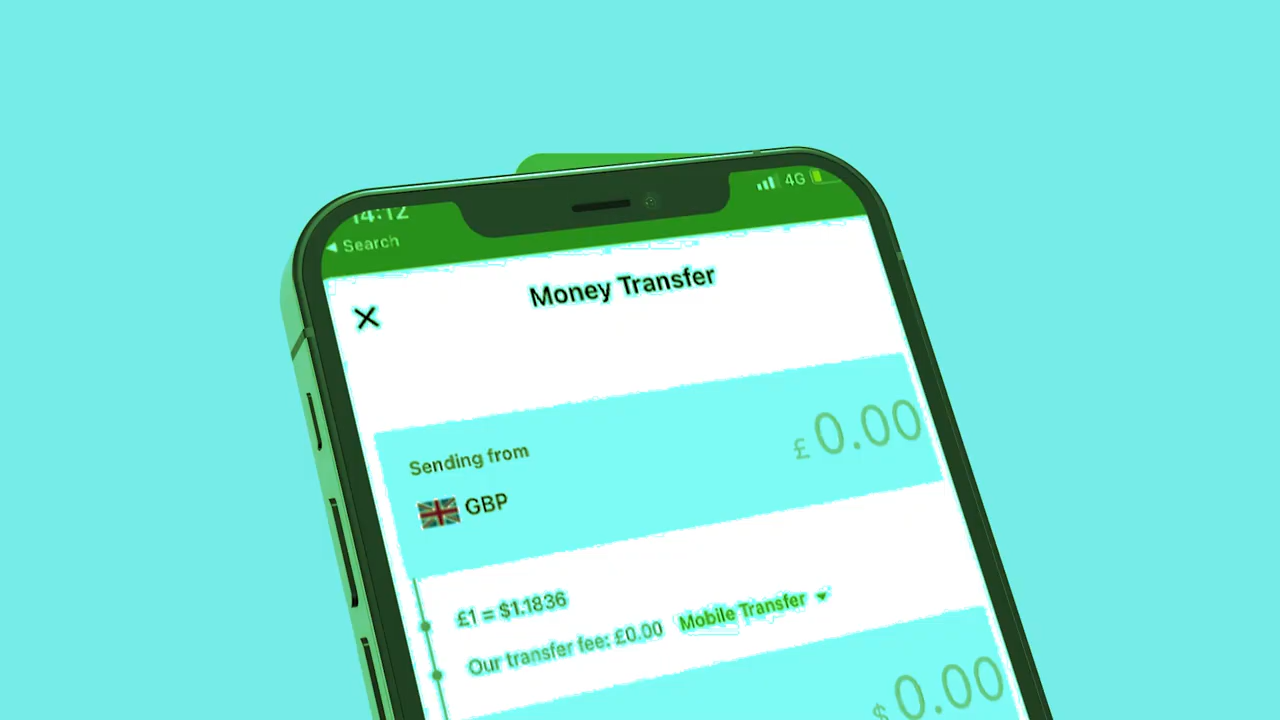 14:12
4G
◀ Search
Money Transfer
Sending from
£0.00
GBP
£1 = $1.1836
Our transfer fee: £0.00 Mobile Transfer
$0.00